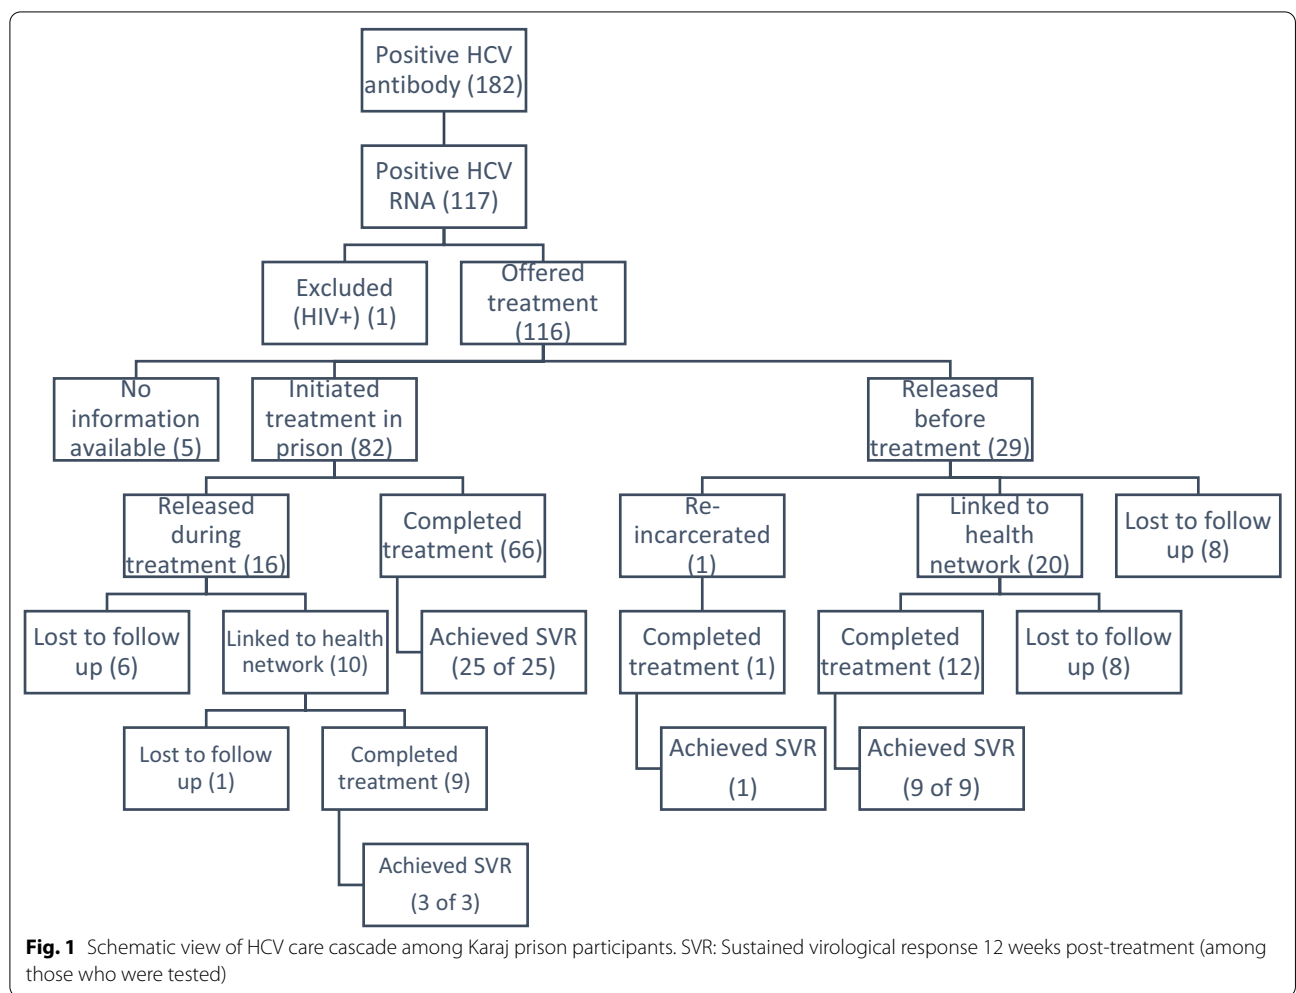 Positive HCV
antibody (182)
Positive HCV
RNA (117)
Excluded
(HIV+) (1)
Offered
treatment
(116)
No
information
available (5)
Initiated
treatment in
prison (82)
Released
before
treatment (29)
Released
during
treatment (16)
Completed
treatment (66)
Re-
incarcerated
(1)
Linked to
health
network (20)
Lost to follow
up (8)
Lost to follow
up (6)
Linked to health
network (10)
Achieved SVR
(25 of 25)
Completed
treatment (1)
Completed
treatment (12)
Lost to follow
up (8)
Lost to follow
up (1)
Completed
treatment (9)
Achieved SVR
(1)
Achieved SVR
(9 of 9)
Achieved SVR
(3 of 3)
Fig. 1 Schematic view of HCV care cascade among Karaj prison participants. SVR: Sustained virological response 12 weeks post-treatment (among
those who were tested)